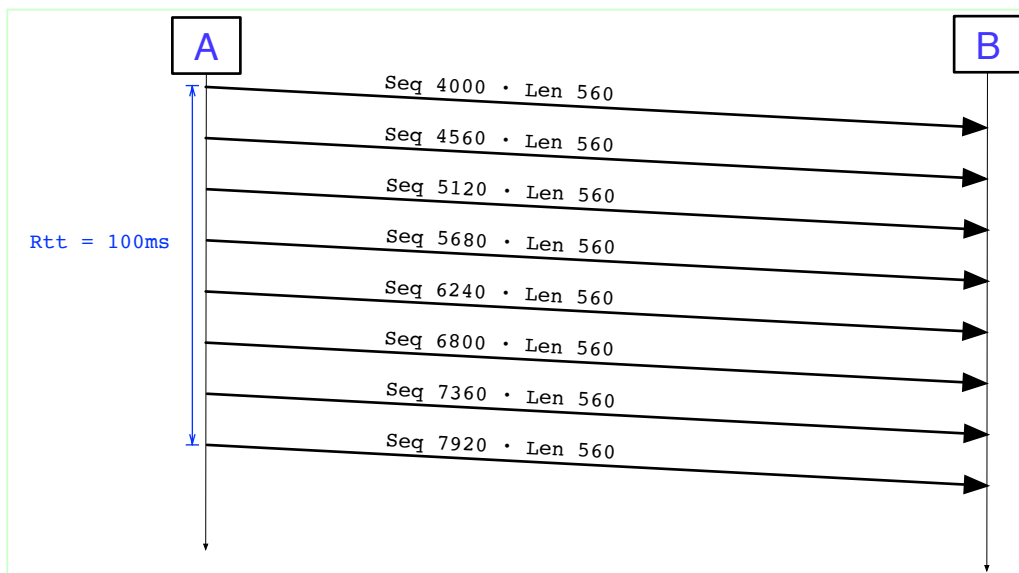 A
B
Seq 4000 · Len 560
Seq 4560 · Len 560
Seq 5120 · Len 560
Seq 5680 · Len 560
Rtt = 100ms
Seq 6240 · Len 560
Seq 6800 · Len 560
Seq 7360 · Len 560
Seq 7920 · Len 560